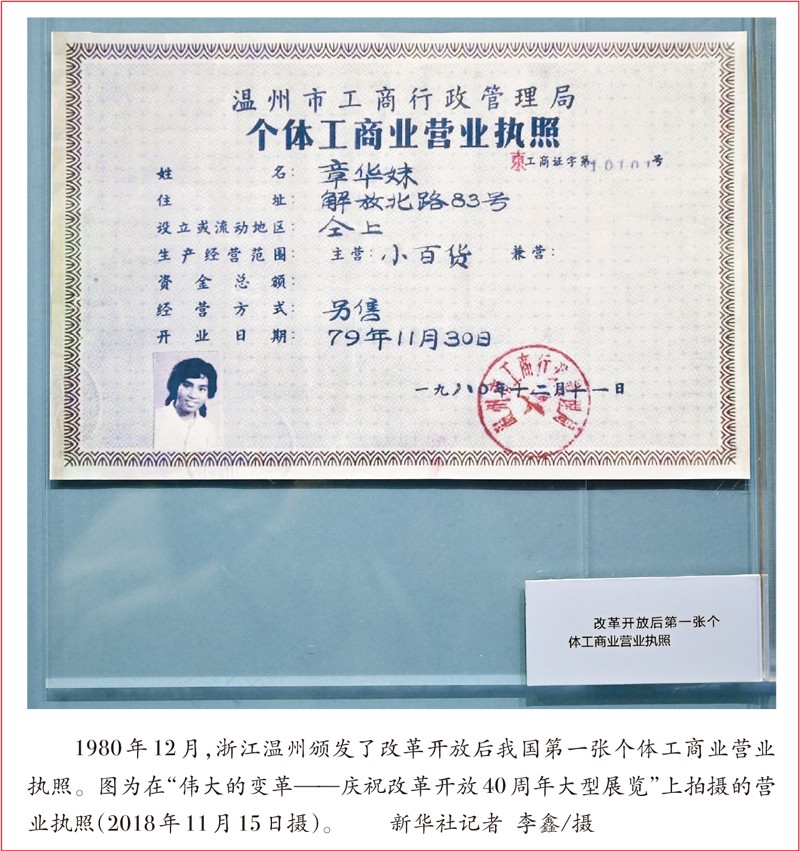 温州市工商行政管理局
个体工商业营业执照
东工商证字第10101号
姓名：章华妹
住址：解放北路83号
设立或流动地区：仝上
生产经营范围：主营：小百货 兼营：
资金总额：
经营方式：另售
开业日期：79年11月30日
一九八〇年十二月十一日
改革开放后第一张个
体工商业营业执照
1980年12月，浙江温州颁发了改革开放后我国第一张个体工商业营业
执照。图为在“伟大的变革——庆祝改革开放40周年大型展览”上拍摄的营
业执照(2018年11月15日摄)。 新华社记者 李鑫/摄